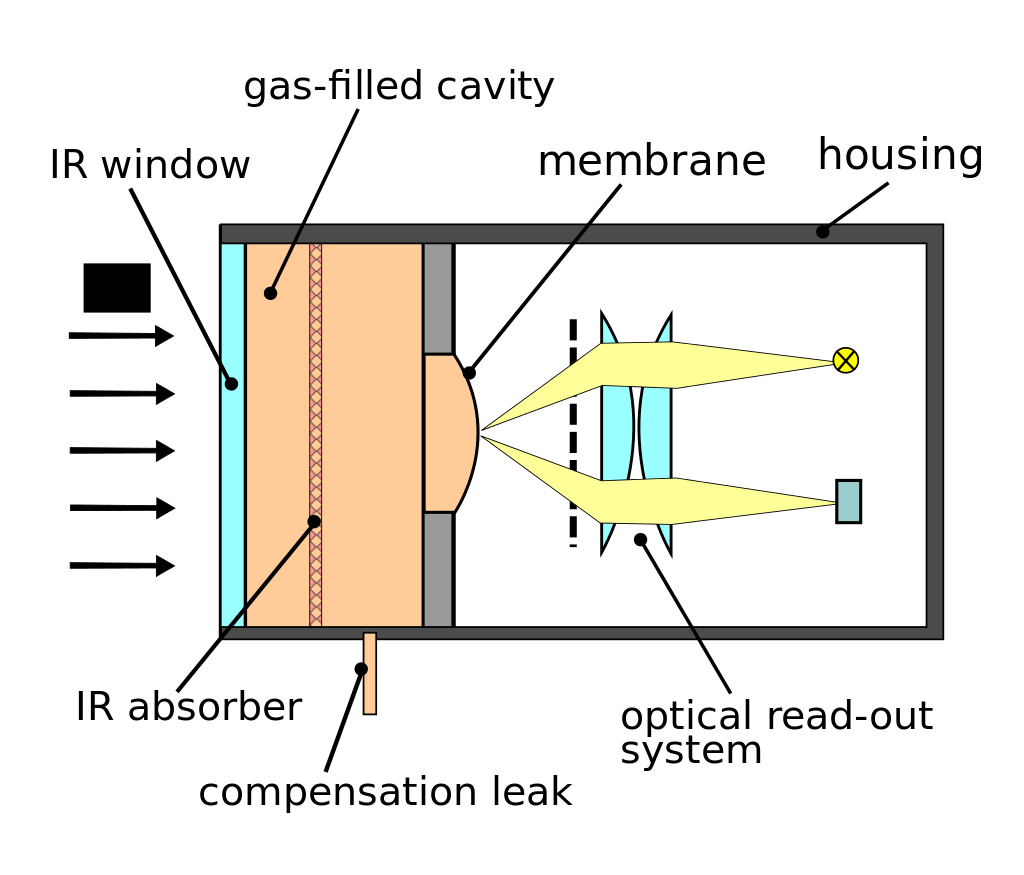 gas-filled cavity
IR window
membrane
housing
IR absorber
optical read-out
system
compensation leak